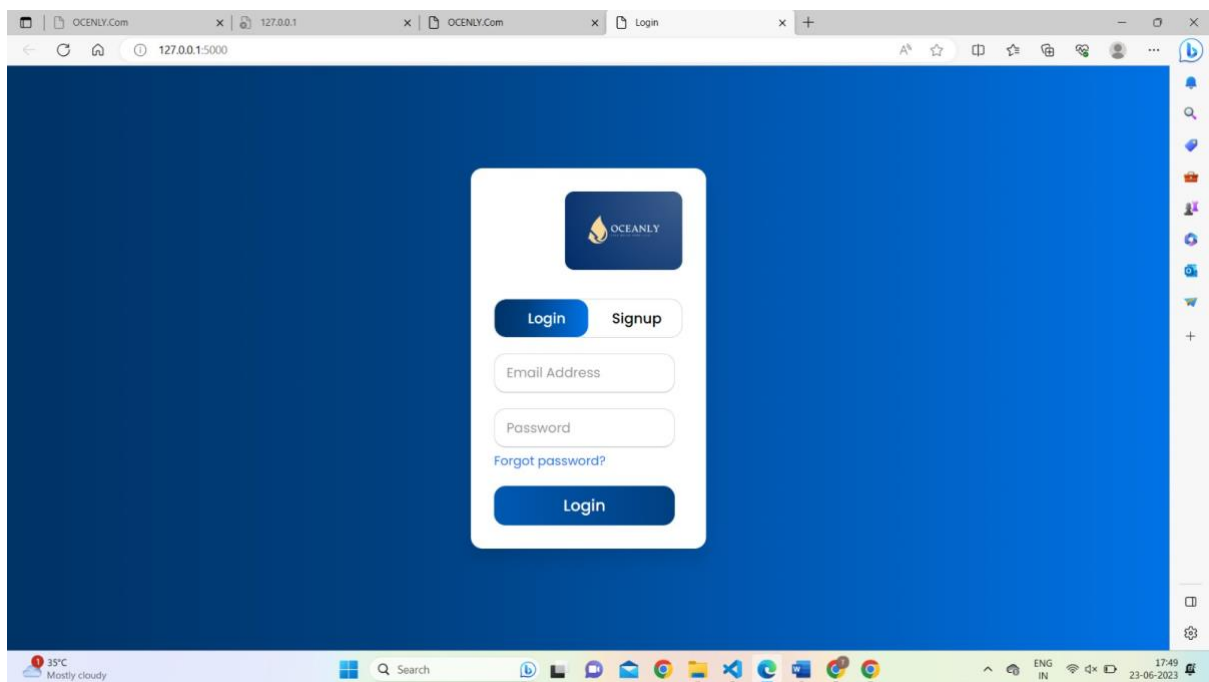 OCENLY.Com 127.0.0.1 OCENLY.Com Login
127.0.0.1:5000
OCEANLY
Login Signup
Email Address
Password
Forgot password?
Login
1 35°C
Mostly cloudy
Search
ENG
IN
17:49
23-06-2023